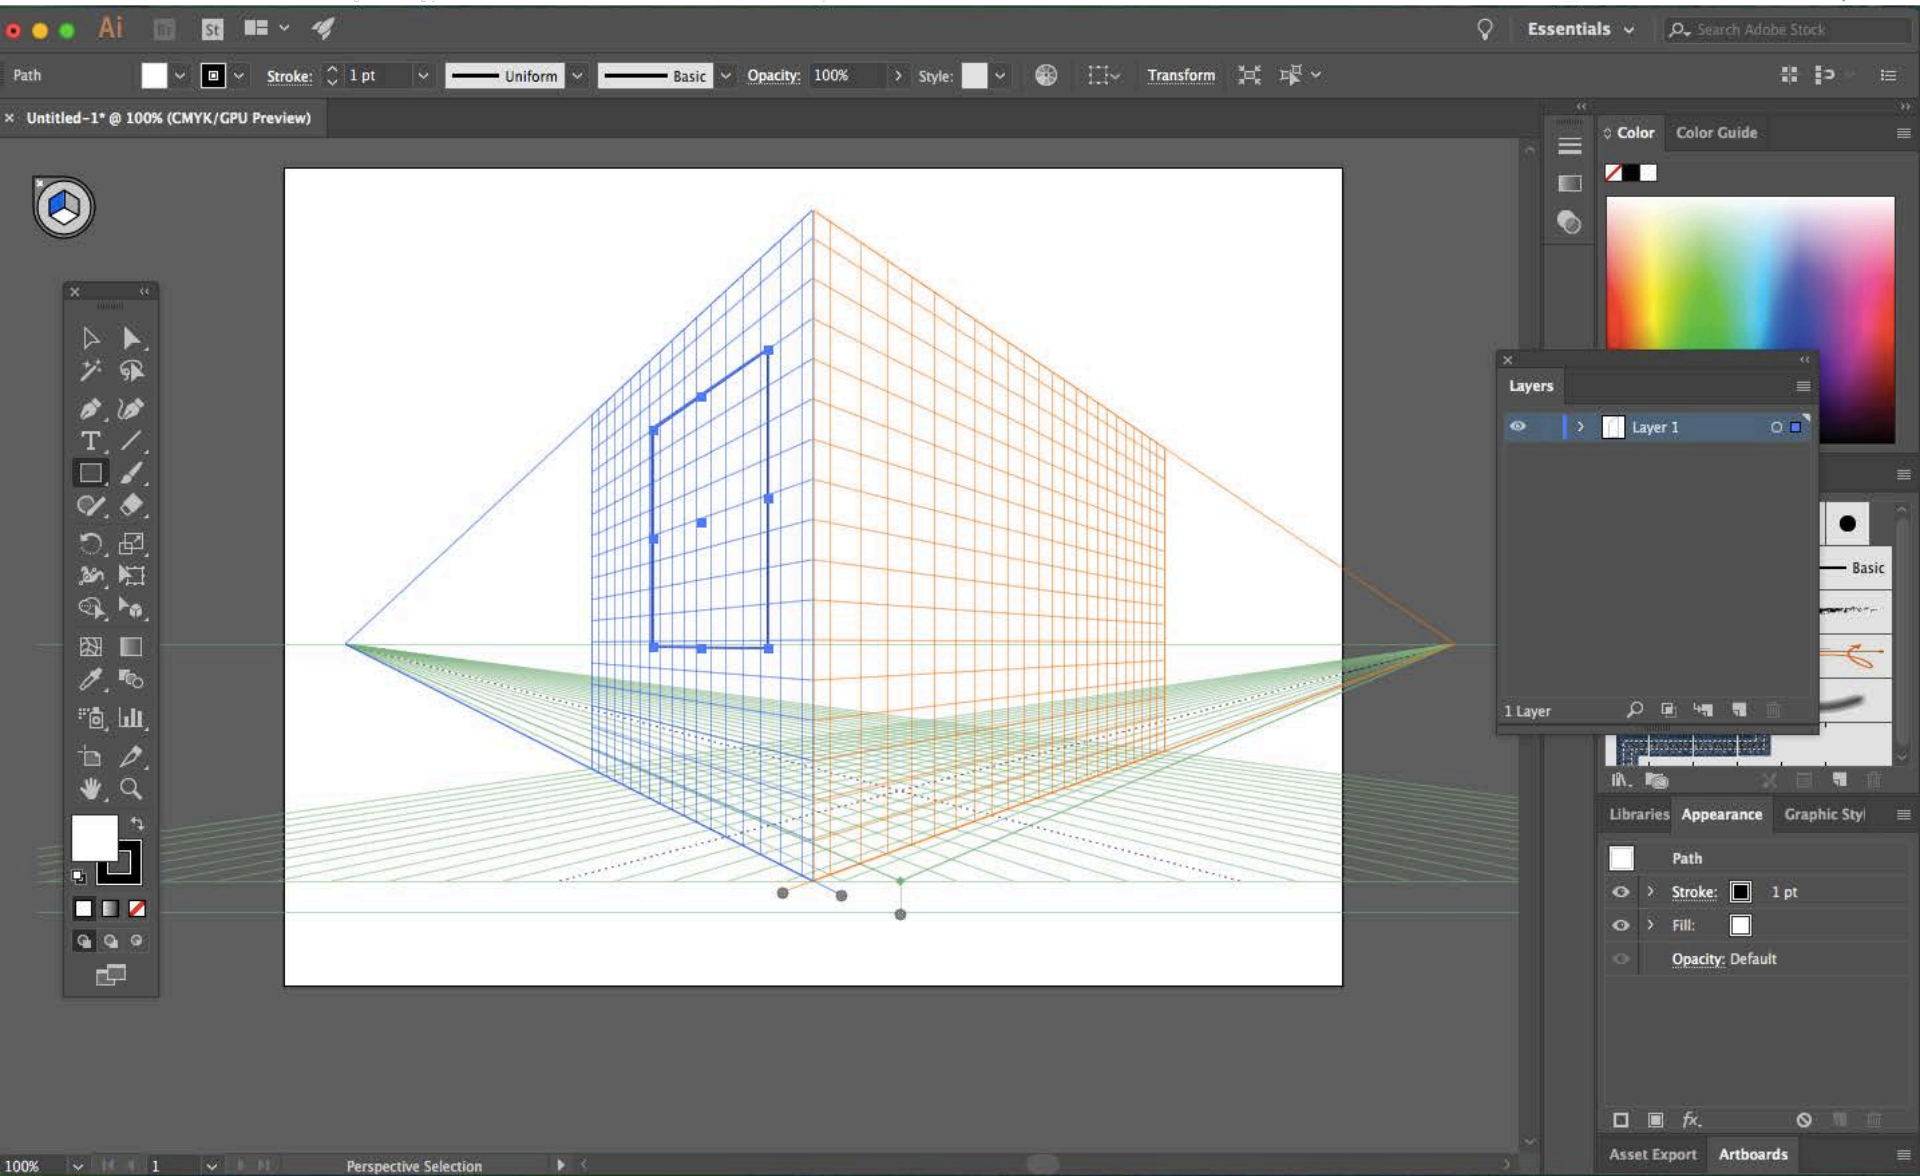 Ai Br St Essentials Search Adobe Stock
Path Stroke: 1 pt Uniform Basic Opacity: 100% Style: Transform
× Untitled-1* @ 100% (CMYK/GPU Preview)
Color Color Guide
Layers
Layer 1
Basic
1 Layer
Libraries Appearance Graphic Styl
Path
Stroke: 1 pt
Fill:
Opacity: Default
fx.
Asset Export Artboards
100% 1 Perspective Selection